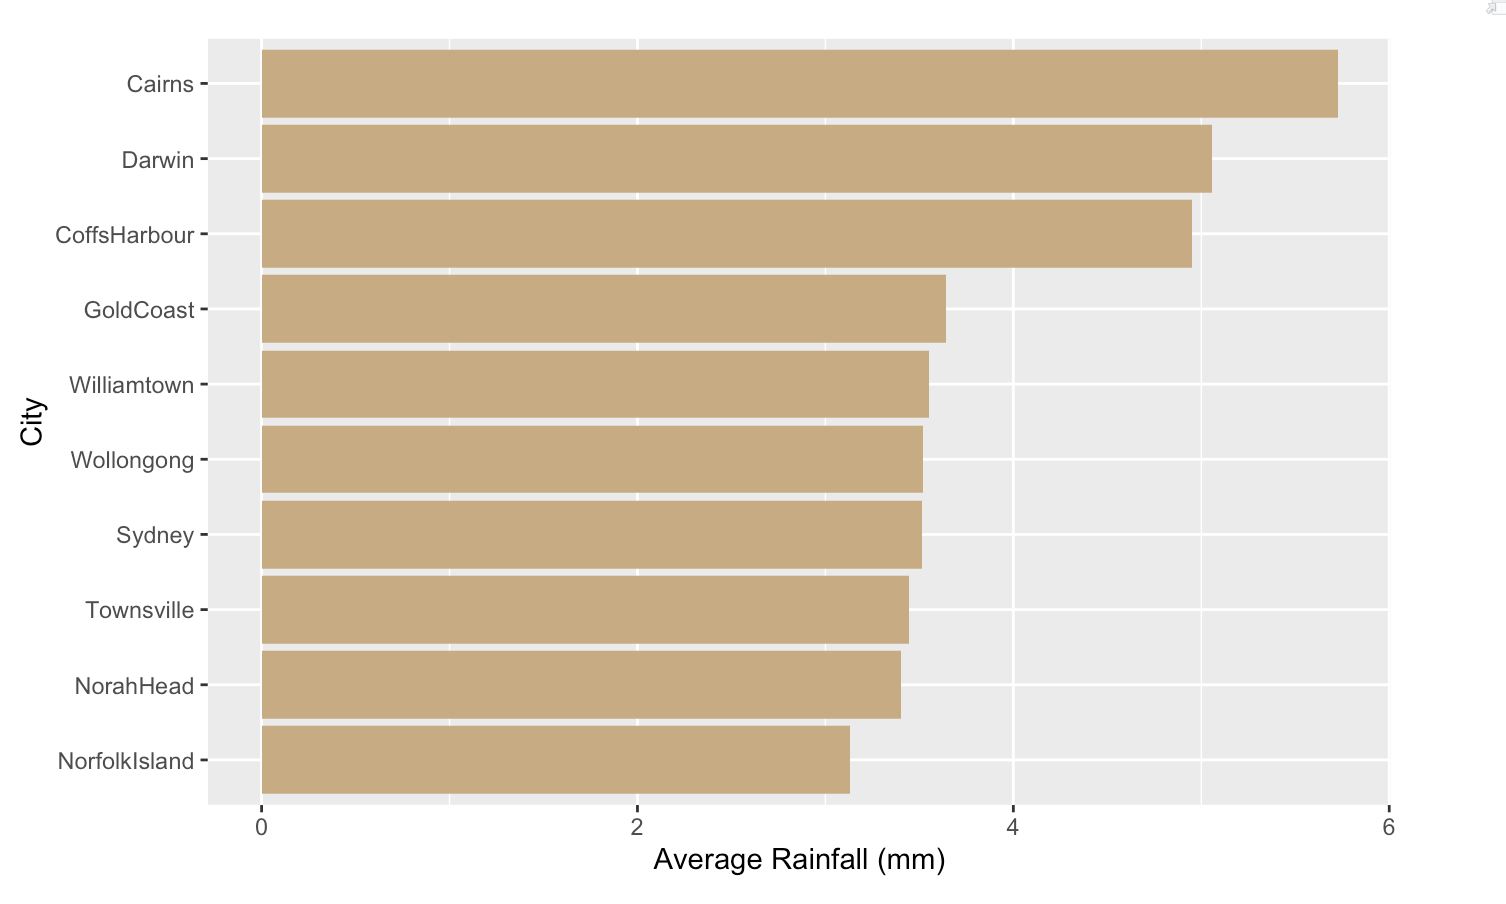 Cairns
Darwin
CoffsHarbour
GoldCoast
Williamtown
Wollongong
Sydney
Townsville
NorahHead
NorfolkIsland
City
0 2 4 6
Average Rainfall (mm)